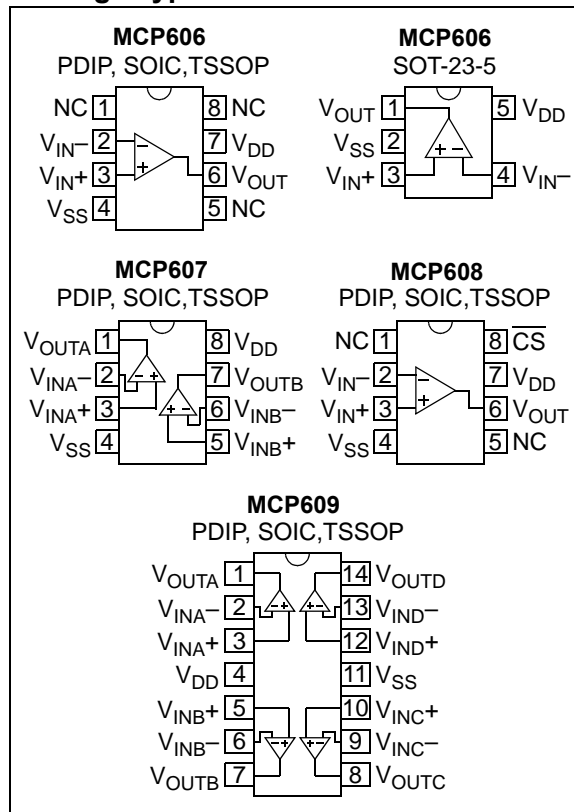 MCP606
PDIP, SOIC,TSSOP
NC 1
8 NC
VIN– 2
7 VDD
VIN+ 3
6 VOUT
VSS 4
5 NC
MCP606
SOT-23-5
VOUT 1
5 VDD
VSS 2
VIN+ 3
4 VIN–
MCP607
PDIP, SOIC,TSSOP
VOUTA 1
8 VDD
VINA– 2
7 VOUTB
VINA+ 3
6 VINB–
VSS 4
5 VINB+
MCP608
PDIP, SOIC,TSSOP
NC 1
8 CS
VIN– 2
7 VDD
VIN+ 3
6 VOUT
VSS 4
5 NC
MCP609
PDIP, SOIC,TSSOP
VOUTA 1
14 VOUTD
VINA– 2
13 VIND–
VINA+ 3
12 VIND+
VDD 4
11 VSS
VINB+ 5
10 VINC+
VINB– 6
9 VINC–
VOUTB 7
8 VOUTC